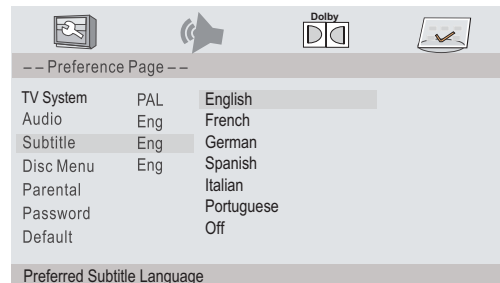 Dolby
– – Preference Page – –
TV System PAL English
Audio Eng French
Subtitle Eng German
Disc Menu Eng Spanish
Parental Italian
Password Portuguese
Default Off
Preferred Subtitle Language